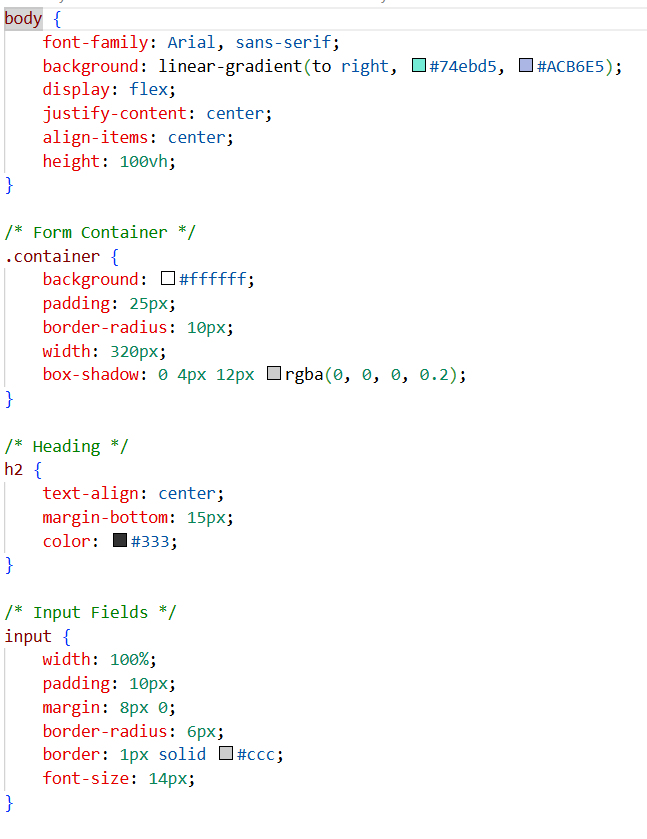 body {
    font-family: Arial, sans-serif;
    background: linear-gradient(to right, #74ebd5, #ACB6E5);
    display: flex;
    justify-content: center;
    align-items: center;
    height: 100vh;
}

/* Form Container */
.container {
    background: #ffffff;
    padding: 25px;
    border-radius: 10px;
    width: 320px;
    box-shadow: 0 4px 12px rgba(0, 0, 0, 0.2);
}

/* Heading */
h2 {
    text-align: center;
    margin-bottom: 15px;
    color: #333;
}

/* Input Fields */
input {
    width: 100%;
    padding: 10px;
    margin: 8px 0;
    border-radius: 6px;
    border: 1px solid #ccc;
    font-size: 14px;
}